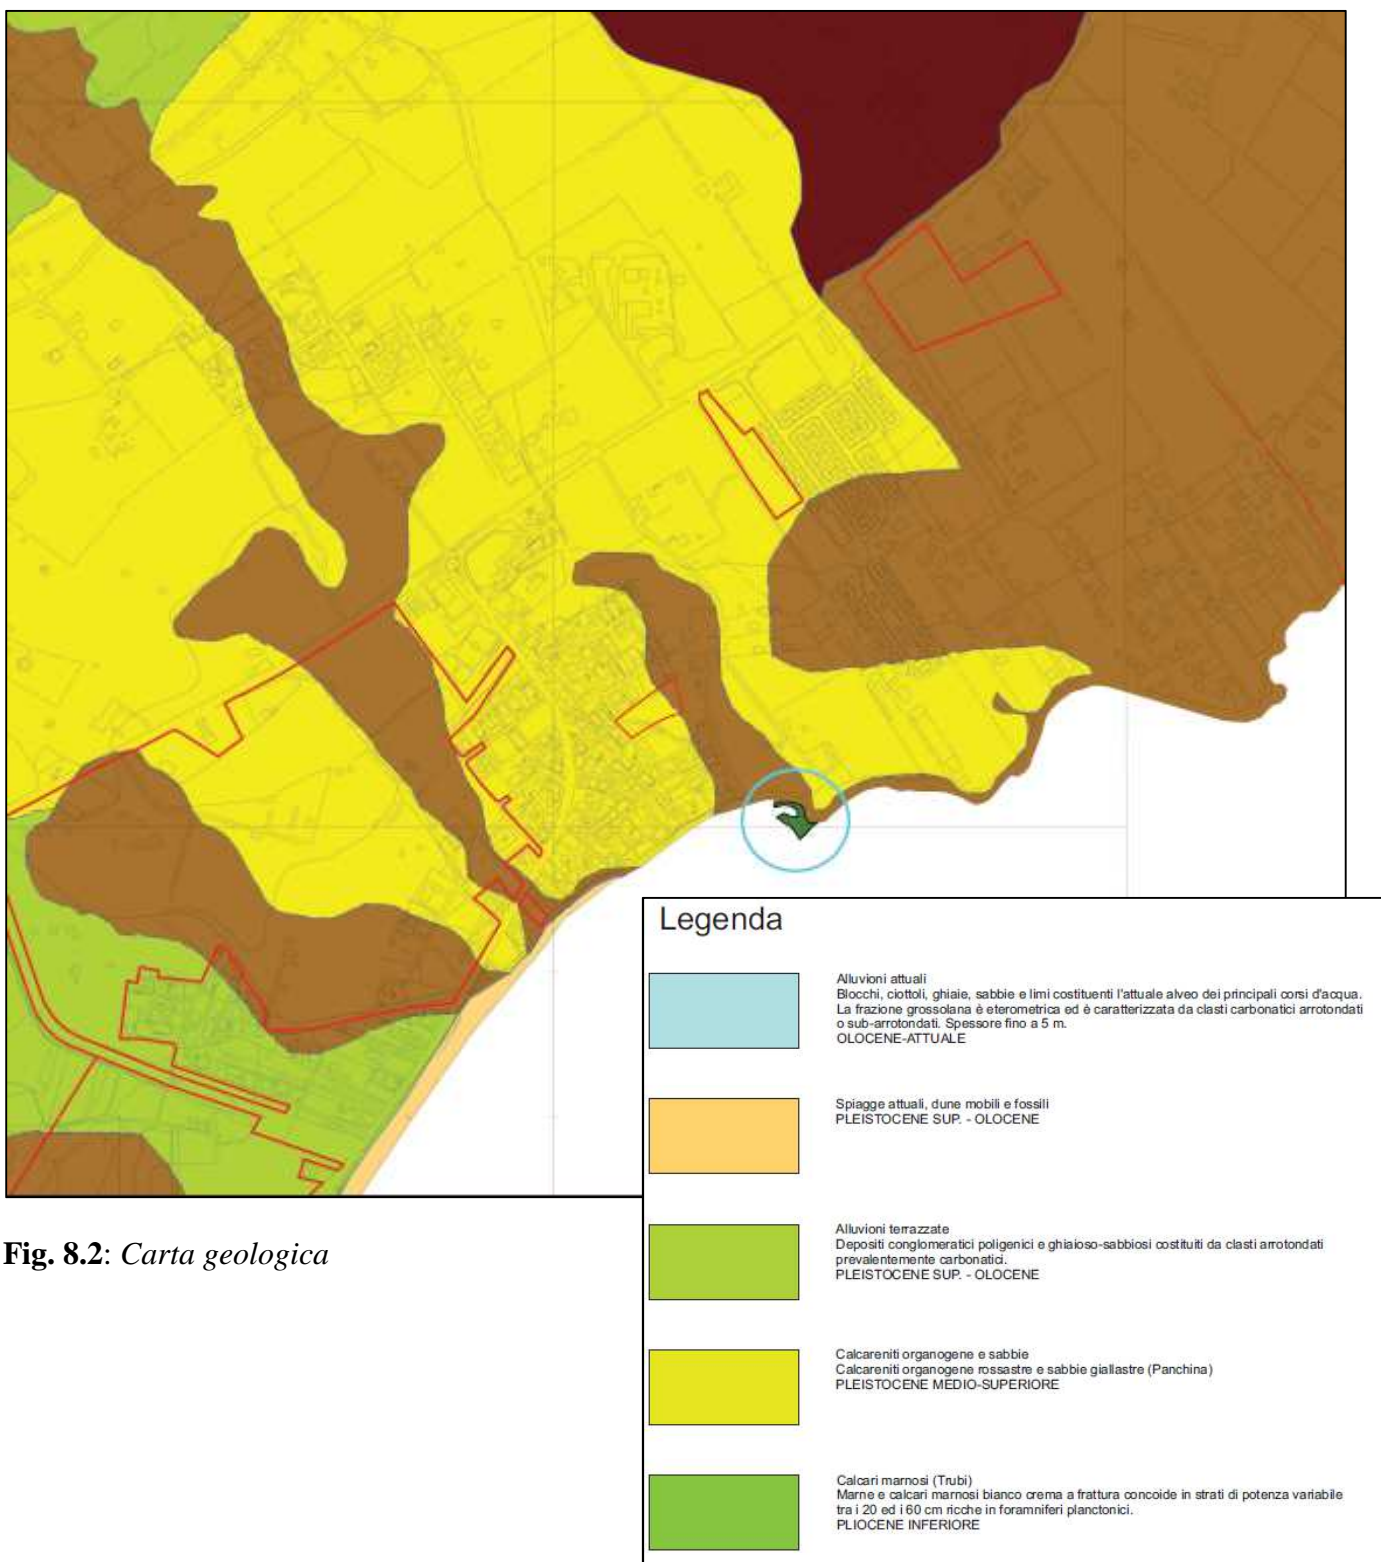 Legenda
Alluvioni attuali
Blocchi, ciottoli, ghiaie, sabbie e limi costituenti l'attuale alveo dei principali corsi d'acqua.
La frazione grossolana è eterometrica ed è caratterizzata da clasti carbonatici arrotondati
o sub-arrotondati. Spessore fino a 5 m.
OLOCENE-ATTUALE
Spiagge attuali, dune mobili e fossili
PLEISTOCENE SUP. - OLOCENE
Alluvioni terrazzate
Depositi conglomeratici poligenici e ghiaioso-sabbiosi costituiti da clasti arrotondati
prevalentemente carbonatici.
PLEISTOCENE SUP. - OLOCENE
Calcareniti organogene e sabbie
Calcareniti organogene rossastre e sabbie giallastre (Panchina)
PLEISTOCENE MEDIO-SUPERIORE
Calcari marnosi (Trubi)
Marne e calcari marnosi bianco crema a frattura concoide in strati di potenza variabile
tra i 20 ed i 60 cm ricche in foramniferi planctonici.
PLIOCENE INFERIORE
Fig. 8.2: Carta geologica